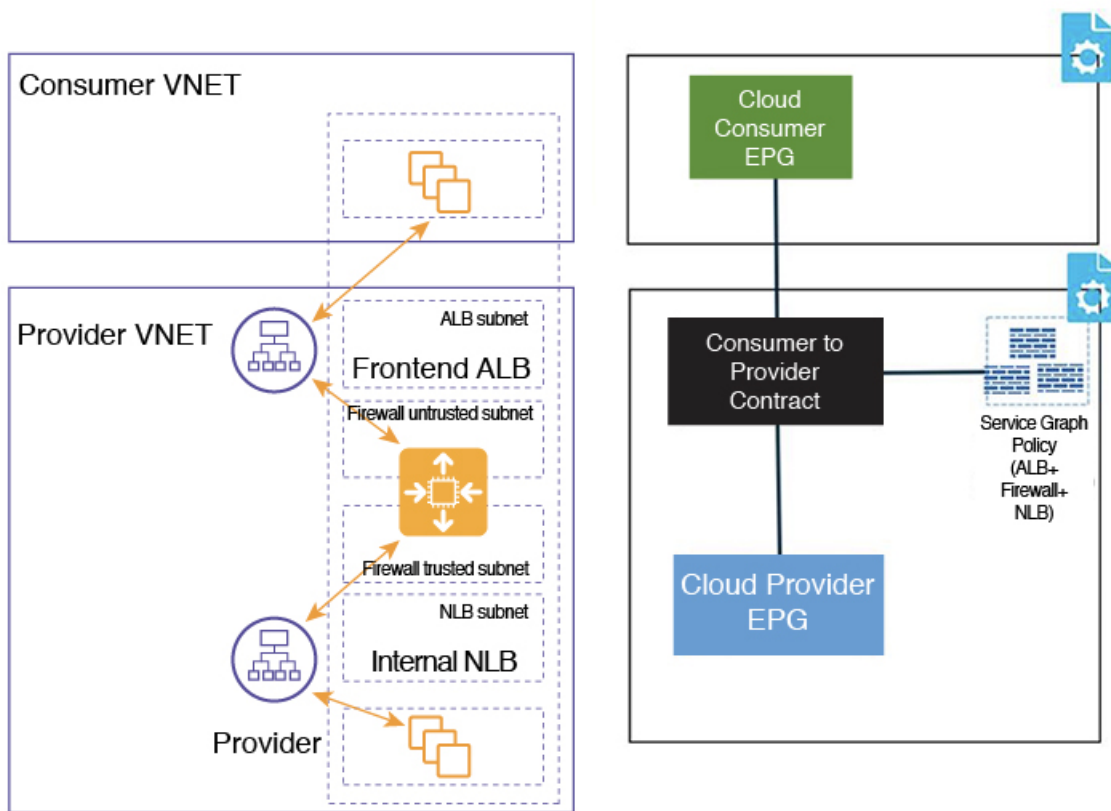 Consumer VNET
Provider VNET
ALB subnet
Frontend ALB
Firewall untrusted subnet
Firewall trusted subnet
NLB subnet
Internal NLB
Provider
Cloud
Consumer
EPG
Consumer to
Provider
Contract
Service Graph
Policy
(ALB+
Firewall+
NLB)
Cloud Provider
EPG